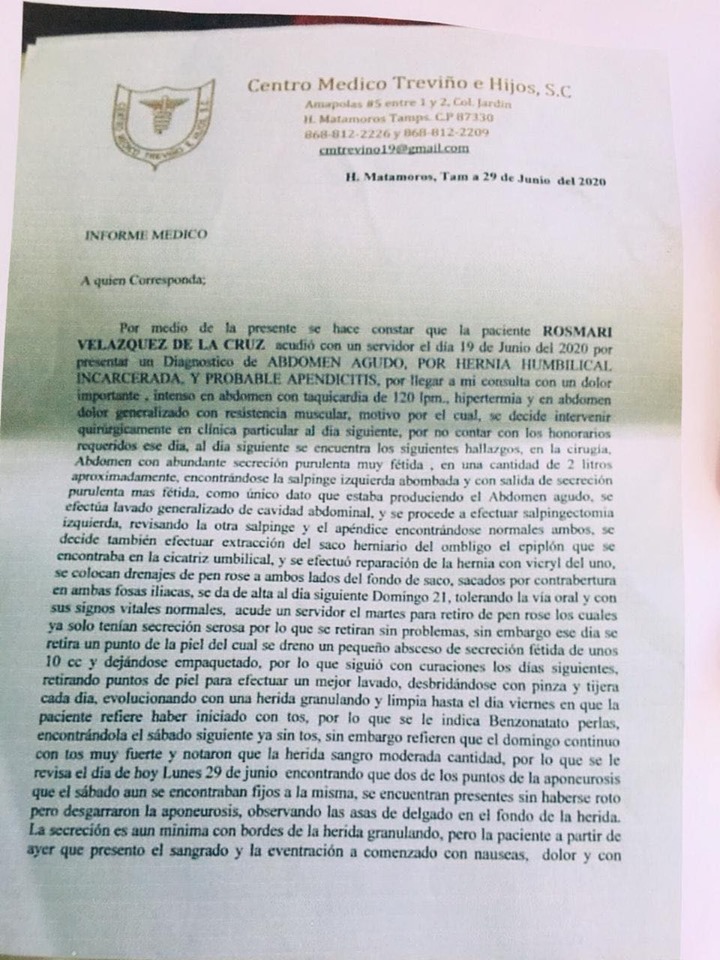 CENTRO MEDICO TREVIÑO E HIJOS, S.C.
Centro Medico Treviño e Hijos, S.C
Amapolas #5 entre 1 y 2, Col. Jardin
H. Matamoros Tamps. C.P 87330
868-812-2226 y 868-812-2209
cmtrevino19@gmail.com
H. Matamoros, Tam a 29 de Junio del 2020
INFORME MEDICO
A quien Corresponda;
Por medio de la presente se hace constar que la paciente ROSMARI
VELAZQUEZ DE LA CRUZ acudió con un servidor el día 19 de Junio del 2020 por
presentar un Diagnostico de ABDOMEN AGUDO, POR HERNIA HUMBILICAL
INCARCERADA, Y PROBABLE APENDICITIS, por llegar a mi consulta con un dolor
importante , intenso en abdomen con taquicardia de 120 lpm., hipertermia y en abdomen
dolor generalizado con resistencia muscular, motivo por el cual, se decide intervenir
quirúrgicamente en clínica particular al día siguiente, por no contar con los honorarios
requeridos ese día, al día siguiente se encuentra los siguientes hallazgos, en la cirugía,
Abdomen con abundante secreción purulenta muy fétida , en una cantidad de 2 litros
aproximadamente, encontrándose la salpinge izquierda abombada y con salida de secreción
purulenta mas fétida, como único dato que estaba produciendo el Abdomen agudo, se
efectúa lavado generalizado de cavidad abdominal, y se procede a efectuar salpingectomia
izquierda, revisando la otra salpinge y el apéndice encontrándose normales ambos, se
decide también efectuar extracción del saco herniario del ombligo el epiplón que se
encontraba en la cicatriz umbilical, y se efectuó reparación de la hernia con vicryl del uno,
se colocan drenajes de pen rose a ambos lados del fondo de saco, sacados por contrabertura
en ambas fosas iliacas, se da de alta al día siguiente Domingo 21, tolerando la vía oral y con
sus signos vitales normales, acude un servidor el martes para retiro de pen rose los cuales
ya solo tenían secreción serosa por lo que se retiran sin problemas, sin embargo ese día se
retira un punto de la piel del cual se dreno un pequeño absceso de secreción fétida de unos
10 cc y dejándose empaquetado, por lo que siguió con curaciones los días siguientes,
retirando puntos de piel para efectuar un mejor lavado, desbridándose con pinza y tijera
cada día, evolucionando con una herida granulando y limpia hasta el día viernes en que la
paciente refiere haber iniciado con tos, por lo que se le indica Benzonatato perlas,
encontrándola el sábado siguiente ya sin tos, sin embargo refieren que el domingo continuo
con tos muy fuerte y notaron que la herida sangro moderada cantidad, por lo que se le
revisa el día de hoy Lunes 29 de junio encontrando que dos de los puntos de la aponeurosis
que el sábado aun se encontraban fijos a la misma, se encuentran presentes sin haberse roto
pero desgarraron la aponeurosis, observando las asas de delgado en el fondo de la herida.
La secreción es aun minima con bordes de la herida granulando, pero la paciente a partir de
ayer que presento el sangrado y la eventración a comenzado con nauseas, dolor y con